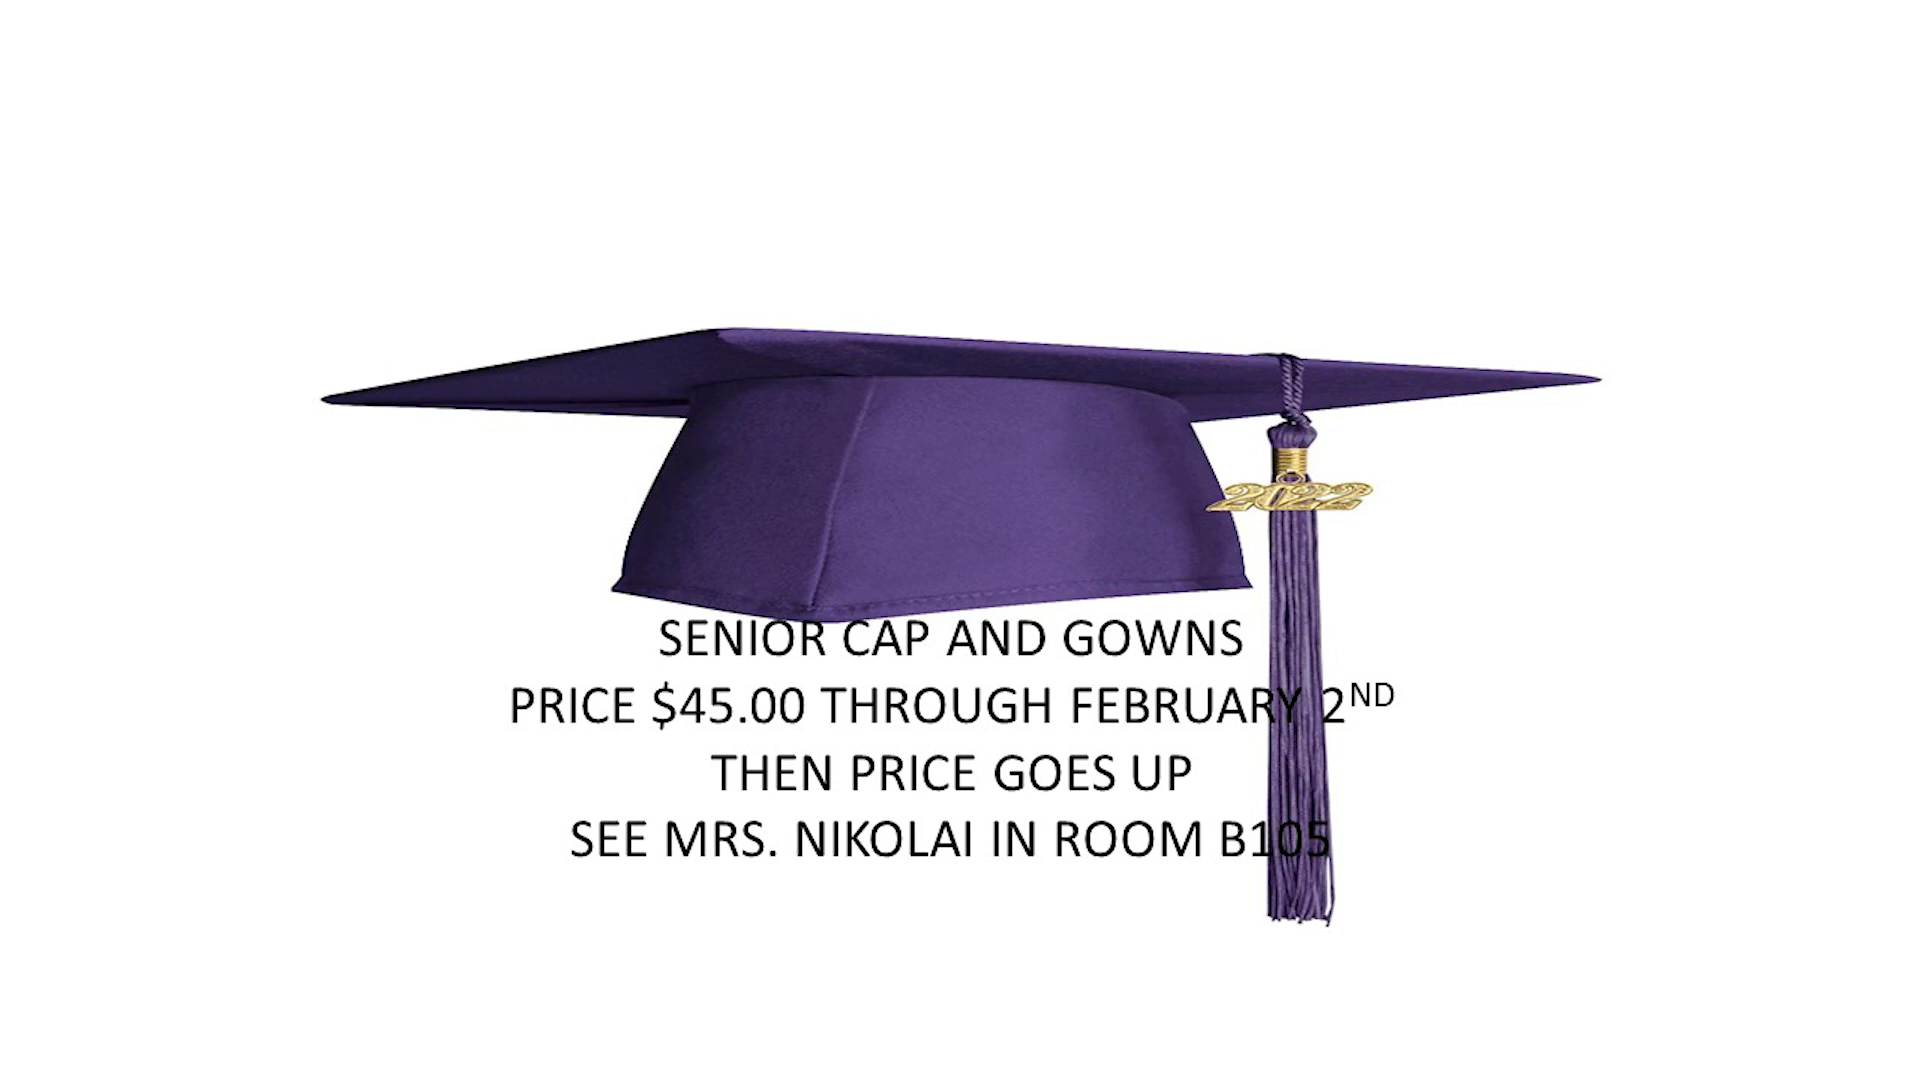 2022
SENIOR CAP AND GOWNS
PRICE $45.00 THROUGH FEBRUARY 2ND
THEN PRICE GOES UP
SEE MRS. NIKOLAI IN ROOM B105